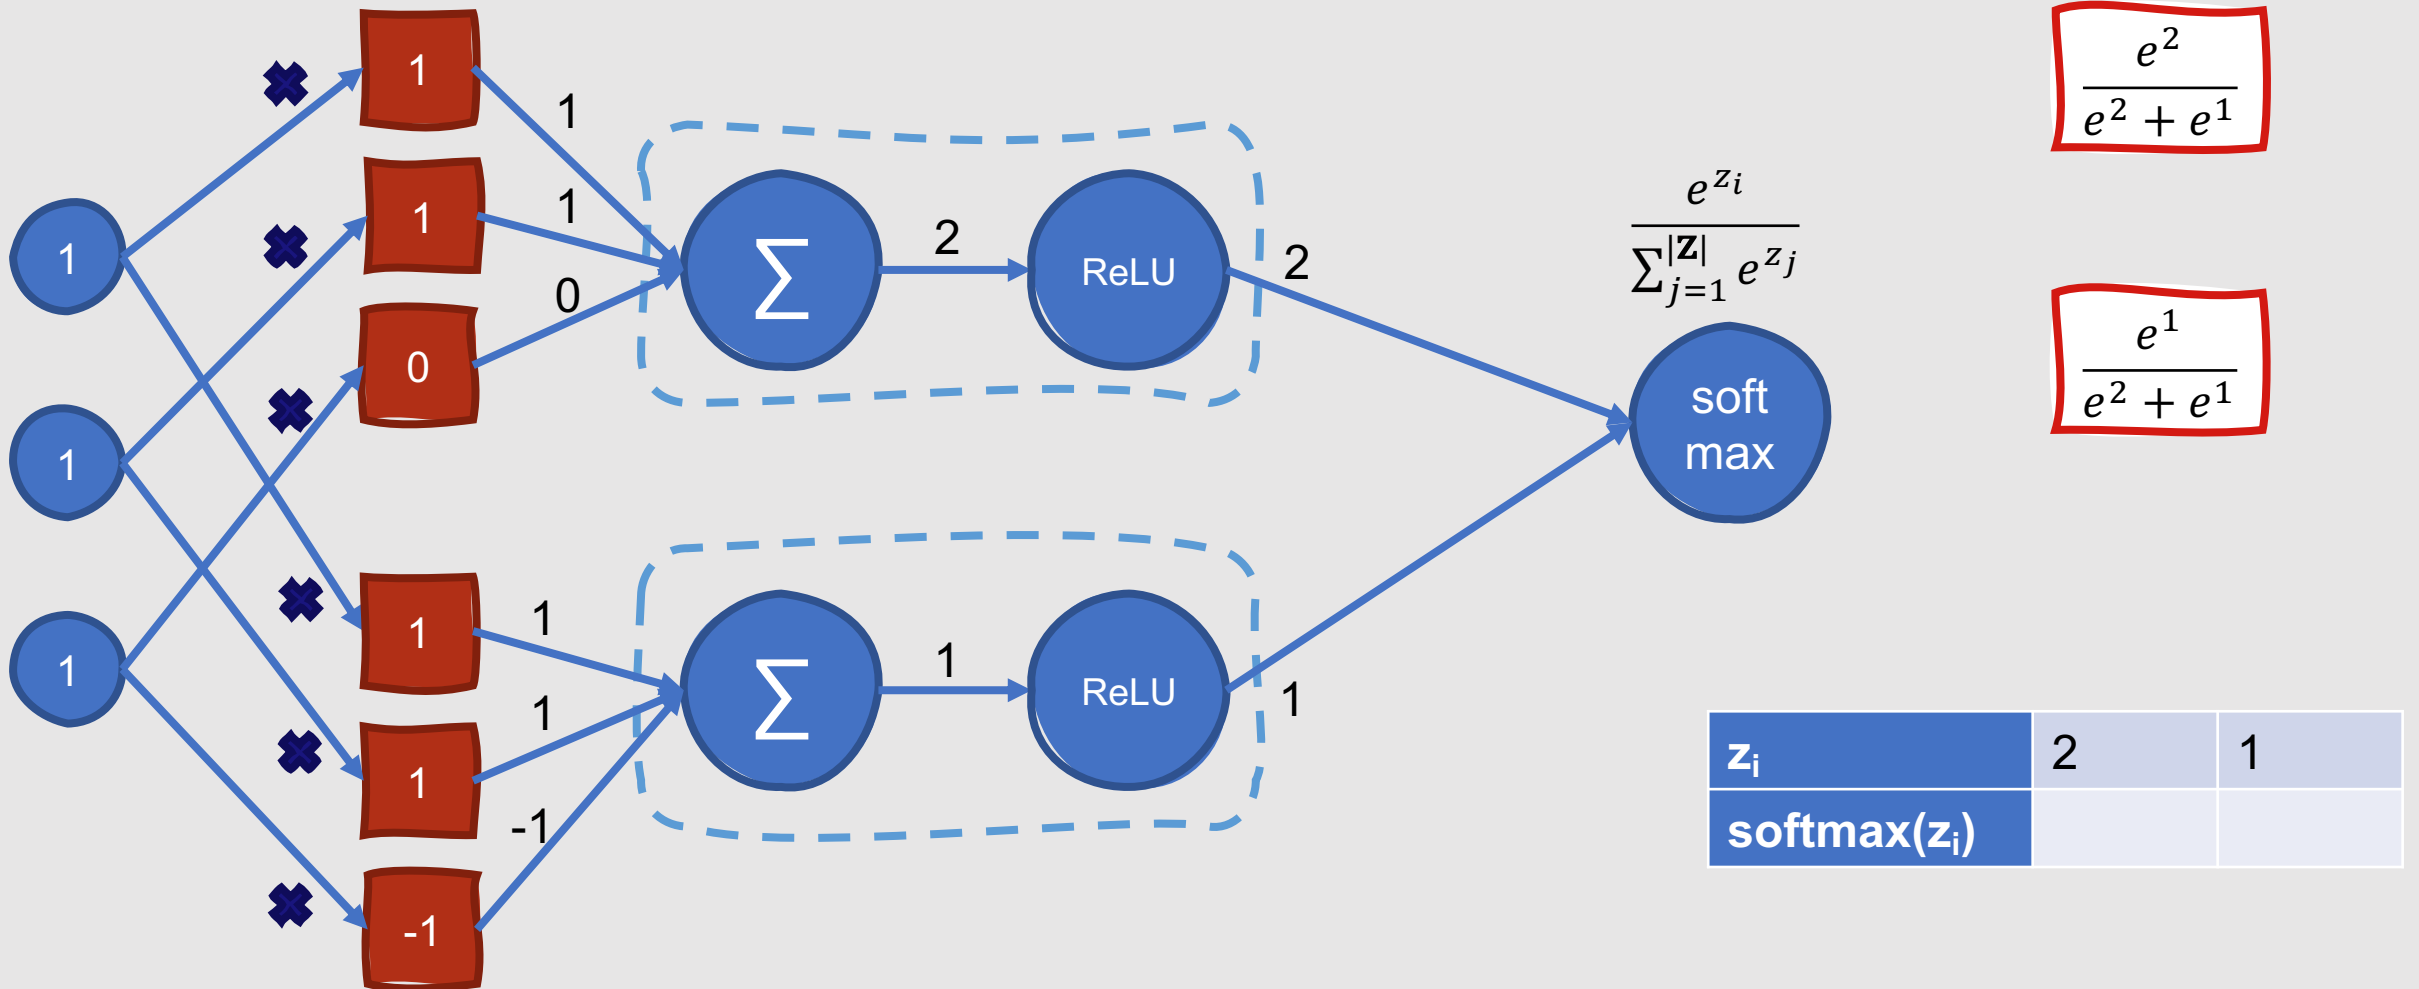 1
1
1
1
1
0
1
1
-1
1
1
0
1
1
-1
∑
2
ReLU
2
∑
1
ReLU
1
e^{z_i}
∑_{j=1}^{|𝐙|} e^{z_j}
soft
max
e^2
e^2 + e^1
e^1
e^2 + e^1
z_i 2 1
softmax(z_i)